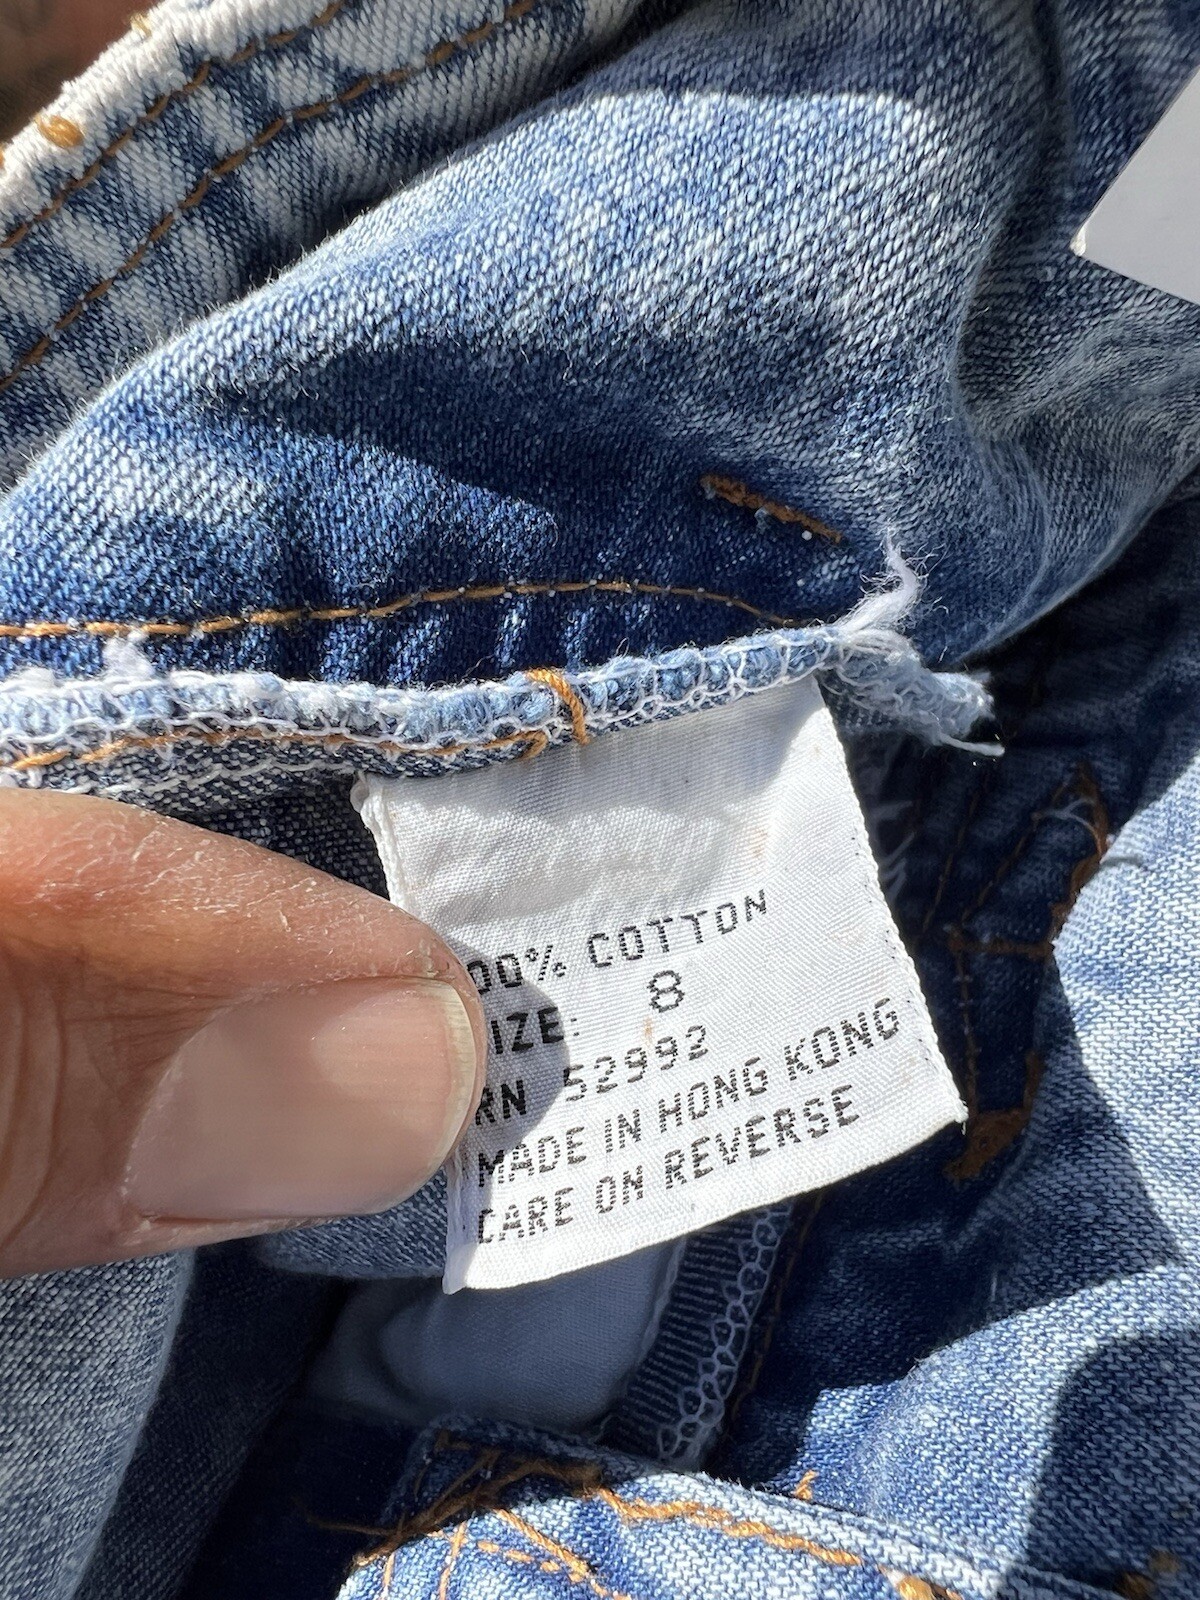 00% COTTON
IZE: 8
RN 52992
MADE IN HONG KONG
CARE ON REVERSE